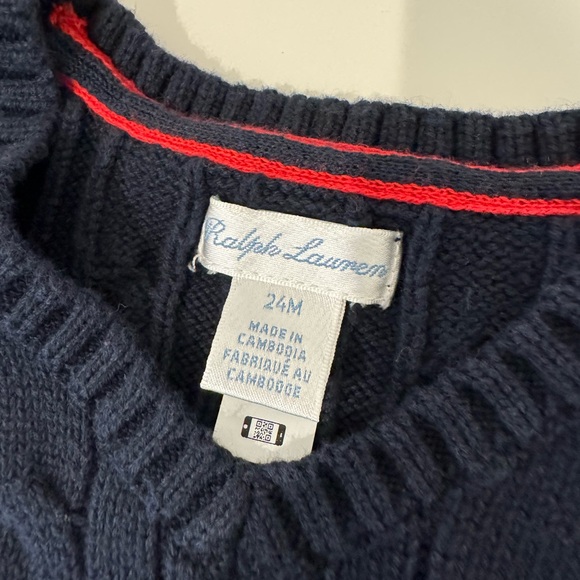 Ralph Lauren
24M
MADE IN
CAMBODIA
FABRIQUÉ AU
CAMBODGE